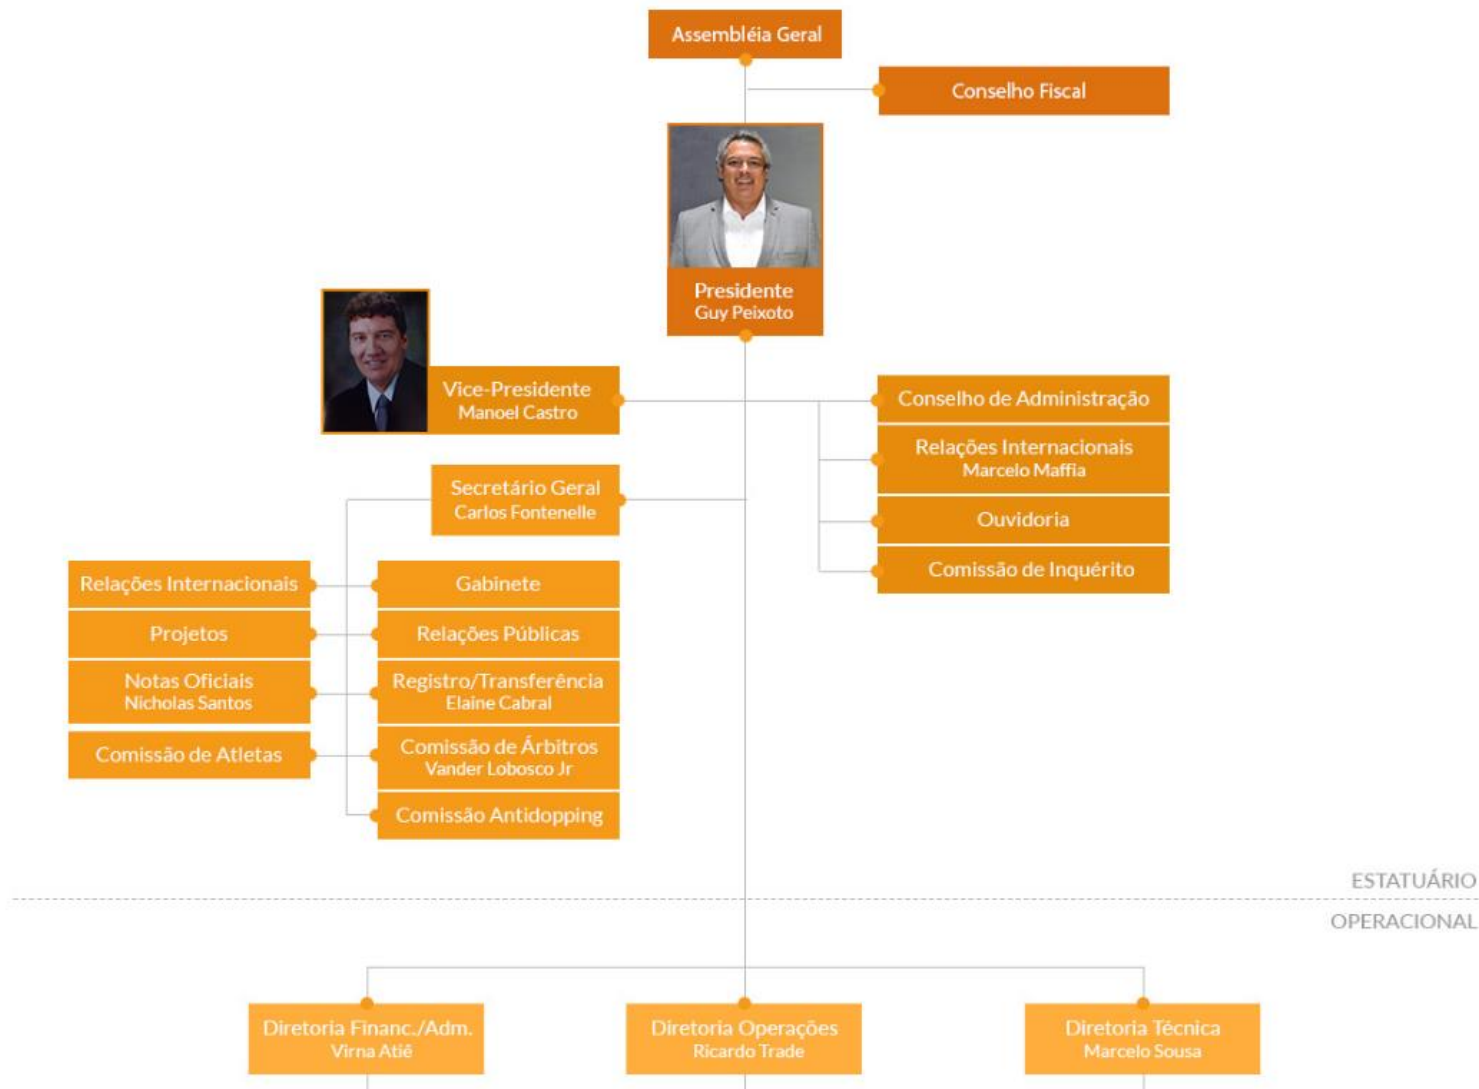 Assembléia Geral
Conselho Fiscal
Presidente
Guy Peixoto
Vice-Presidente
Manoel Castro
Conselho de Administração
Relações Internacionais
Marcelo Maffia
Ouvidoria
Comissão de Inquérito
Secretário Geral
Carlos Fontenelle
Relações Internacionais
Gabinete
Projetos
Relações Públicas
Notas Oficiais
Nicholas Santos
Registro/Transferência
Elaine Cabral
Comissão de Atletas
Comissão de Árbitros
Vander Lobosco Jr
Comissão Antidopping
ESTATUÁRIO
OPERACIONAL
Diretoria Financ./Adm.
Virna Atiê
Diretoria Operações
Ricardo Trade
Diretoria Técnica
Marcelo Sousa